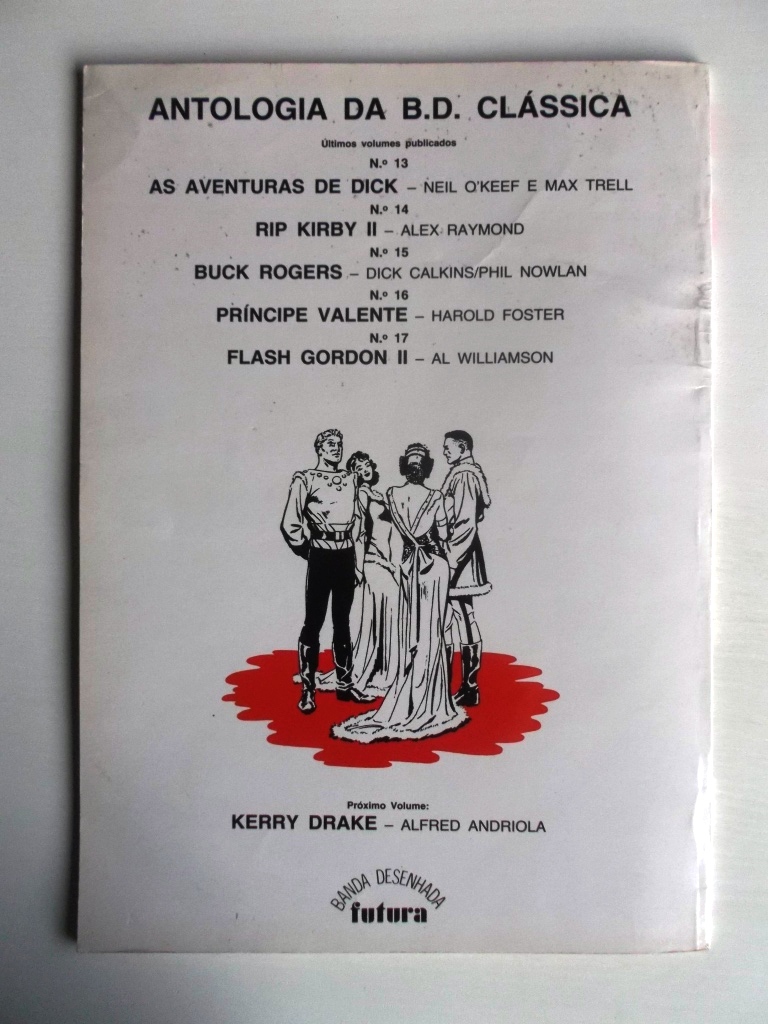 ANTOLOGIA DA B.D. CLÁSSICA
Últimos volumes publicados
N.º 13
AS AVENTURAS DE DICK – NEIL O'KEEF E MAX TRELL
N.º 14
RIP KIRBY II – ALEX RAYMOND
N.º 15
BUCK ROGERS – DICK CALKINS/PHIL NOWLAN
N.º 16
PRÍNCIPE VALENTE – HAROLD FOSTER
N.º 17
FLASH GORDON II – AL WILLIAMSON
Próximo Volume:
KERRY DRAKE – ALFRED ANDRIOLA
BANDA DESENHADA
futura